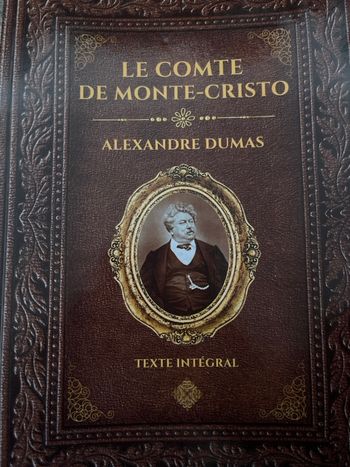 LE COMTE
DE MONTE-CRISTO
ALEXANDRE DUMAS
TEXTE INTÉGRAL